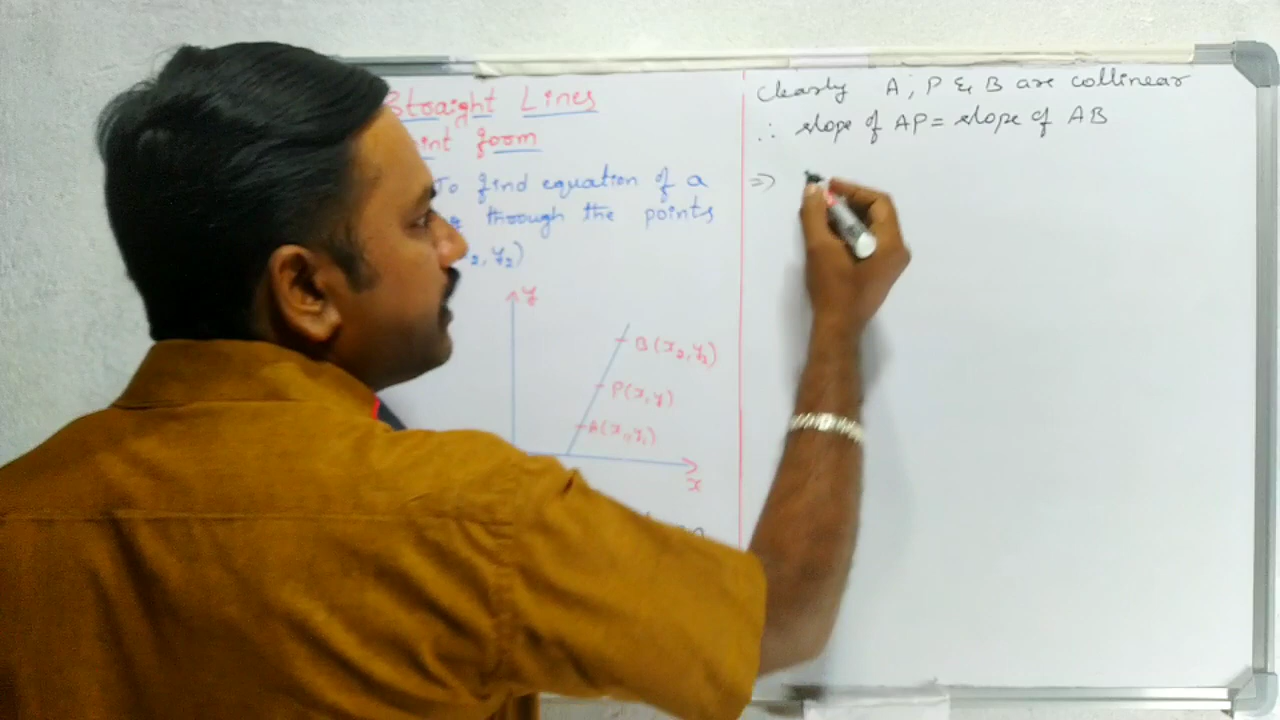 Straight Lines
int form
To find equation of a
through the points
2, y2)
y
B(x2, y2)
P(x, y)
A(x1, y1)
x
Clearly A, P & B are collinear
∴ slope of AP = slope of AB
⇒